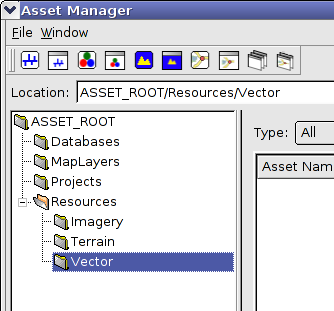 Asset Manager
File Window
Location: ASSET_ROOT/Resources/Vector
ASSET_ROOT
Databases
MapLayers
Projects
Resources
Imagery
Terrain
Vector
Type: All
Asset Nam